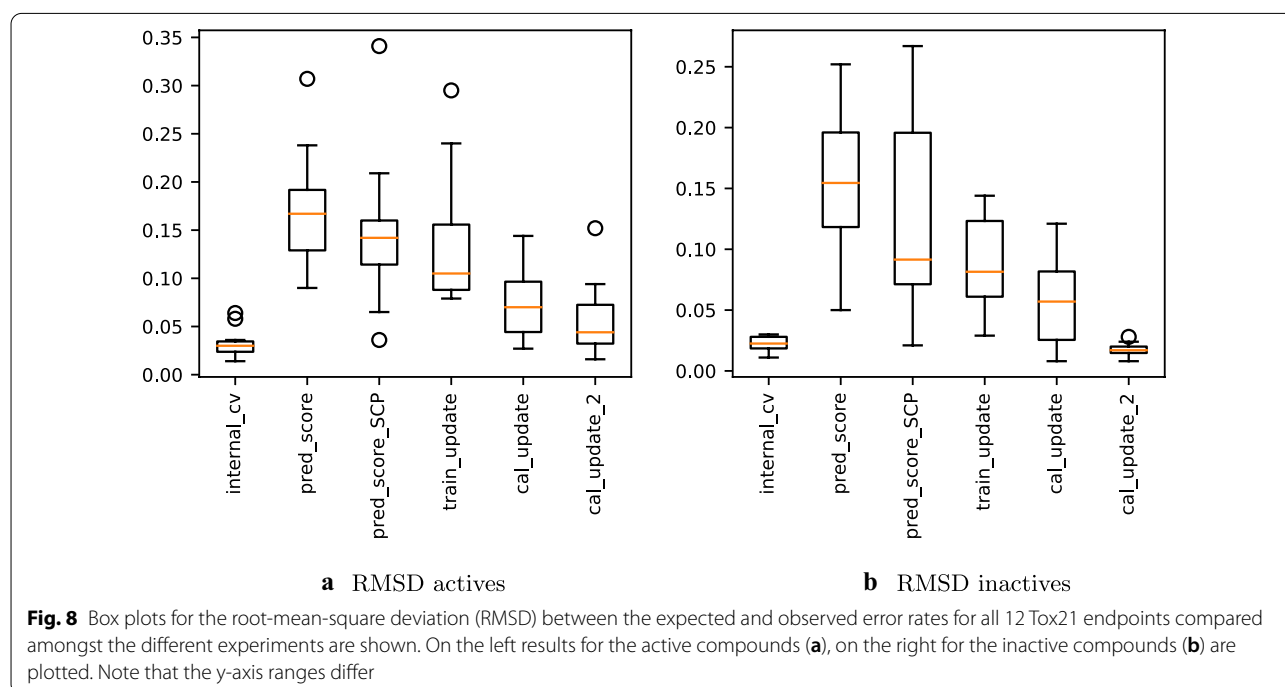 0.35
0.30
0.25
0.20
0.15
0.10
0.05
0.00
internal_cv
pred_score
pred_score_SCP
train_update
cal_update
cal_update_2
a RMSD actives
0.25
0.20
0.15
0.10
0.05
0.00
internal_cv
pred_score
pred_score_SCP
train_update
cal_update
cal_update_2
b RMSD inactives
Fig. 8 Box plots for the root-mean-square deviation (RMSD) between the expected and observed error rates for all 12 Tox21 endpoints compared
amongst the different experiments are shown. On the left results for the active compounds (a), on the right for the inactive compounds (b) are
plotted. Note that the y-axis ranges differ